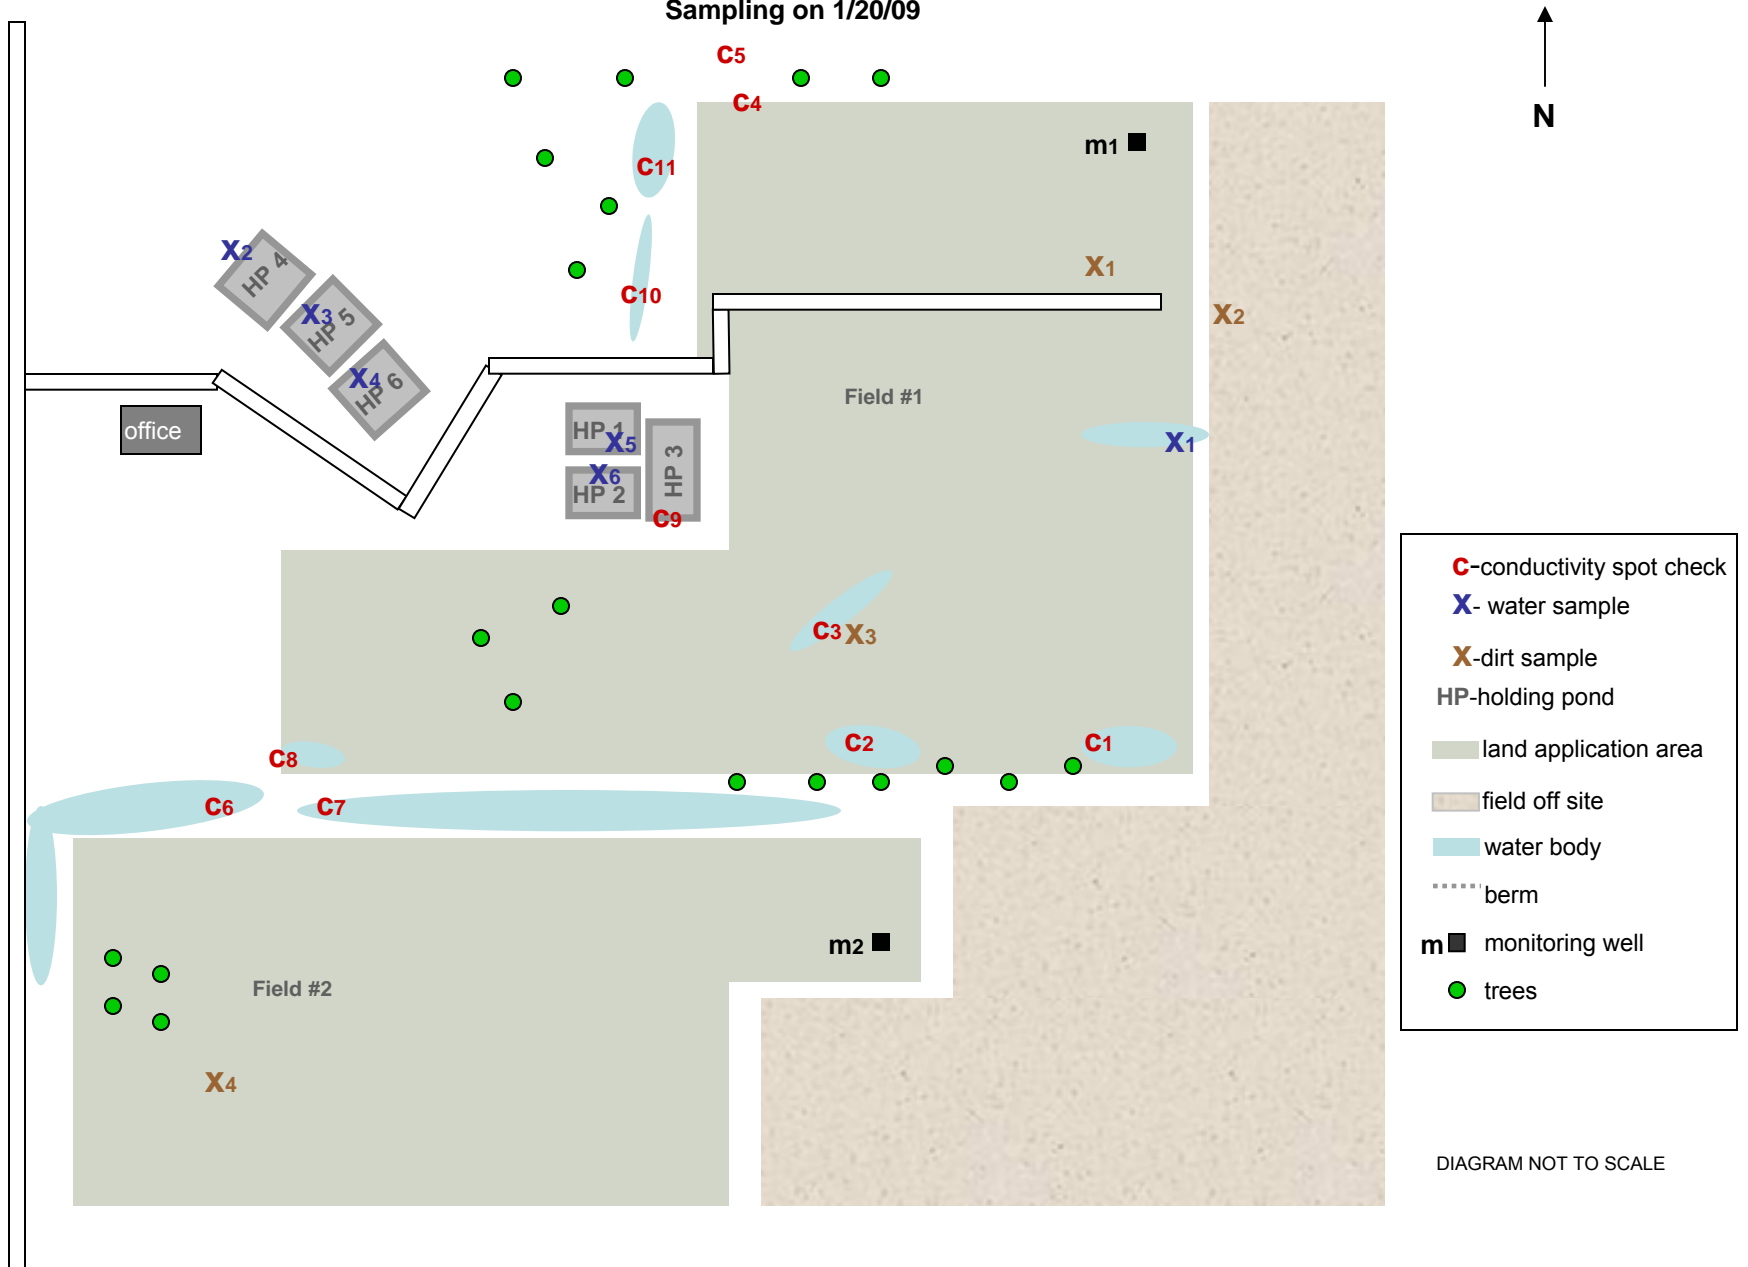 Sampling on 1/20/09
N
C5
C4
m1
C11
X2
HP 4
X1
C10
X3
HP 5
X2
X4
HP 6
Field #1
office
HP 1
X5
X1
HP 3
X6
HP 2
C9
C3
X3
C2
C1
C8
C6
C7
m2
Field #2
X4
C-conductivity spot check
X- water sample
X-dirt sample
HP-holding pond
land application area
field off site
water body
berm
m monitoring well
trees
DIAGRAM NOT TO SCALE